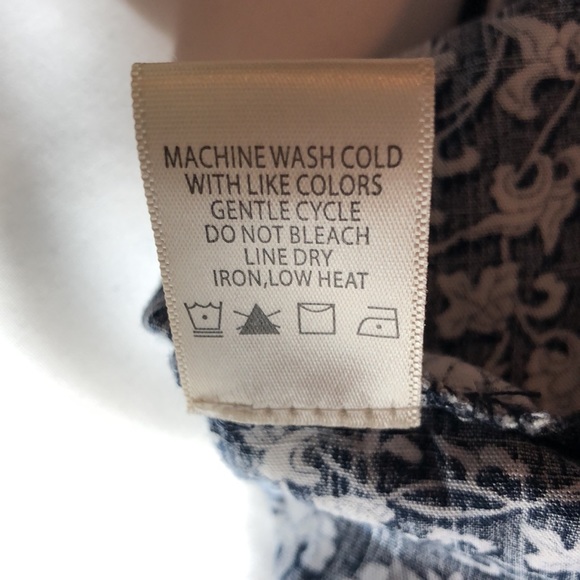 MACHINE WASH COLD
WITH LIKE COLORS
GENTLE CYCLE
DO NOT BLEACH
LINE DRY
IRON,LOW HEAT